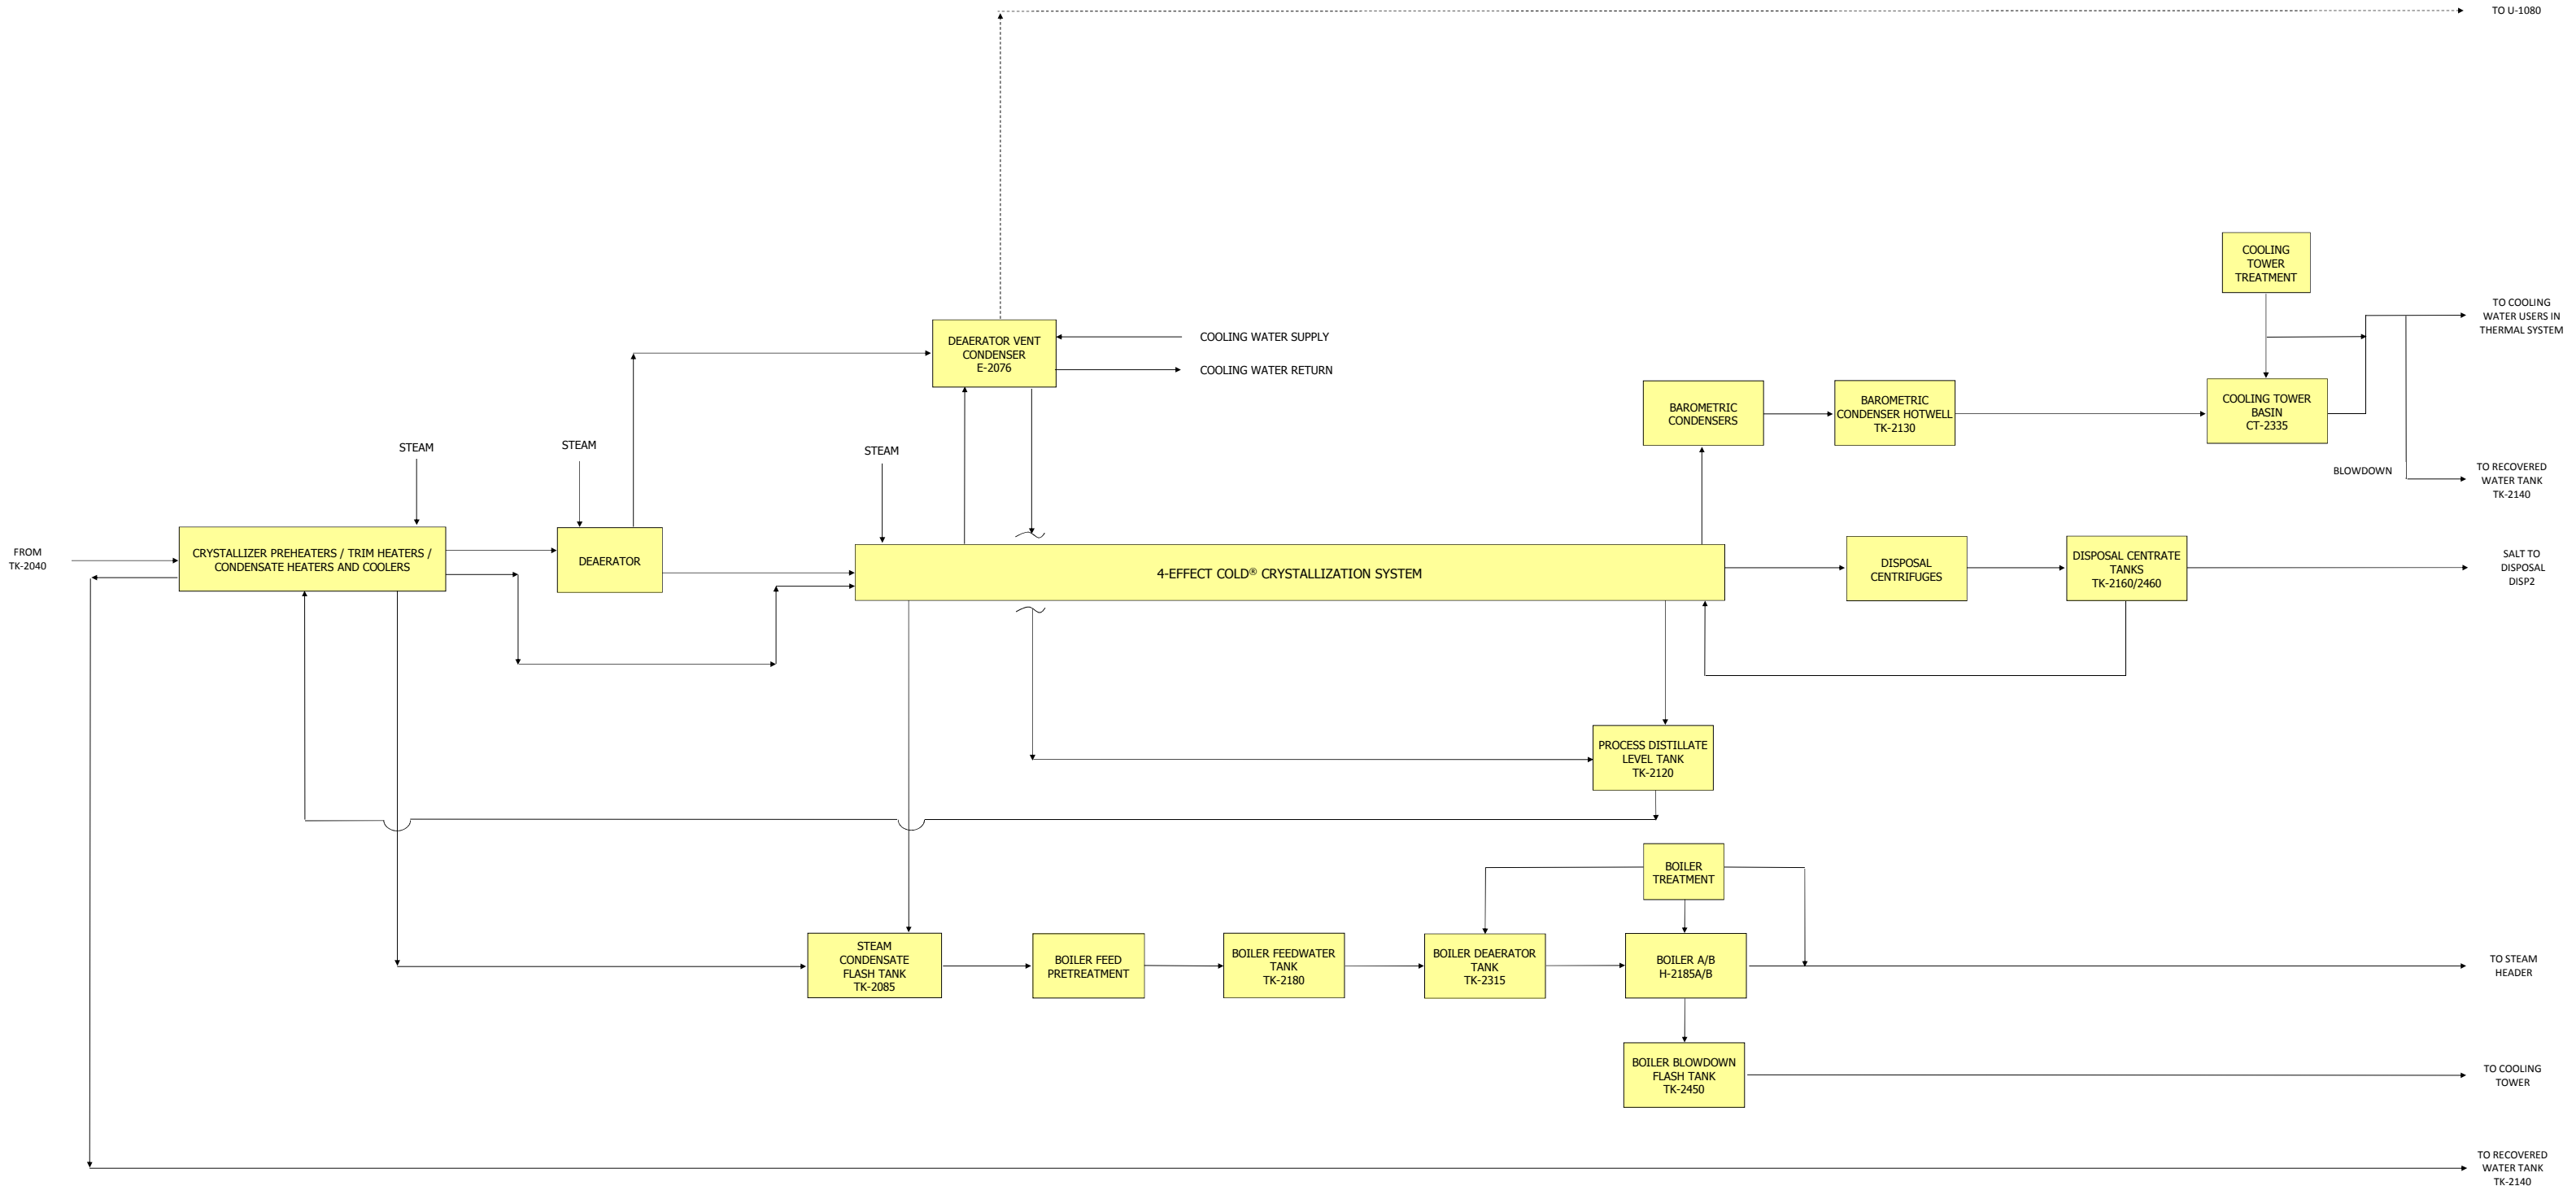 TO U-1080
COOLING
TOWER
TREATMENT
TO COOLING
WATER USERS IN
THERMAL SYSTEM
DEAERATOR VENT
CONDENSER
E-2076
COOLING WATER SUPPLY
COOLING WATER RETURN
BAROMETRIC
CONDENSERS
BAROMETRIC
CONDENSER HOTWELL
TK-2130
COOLING TOWER
BASIN
CT-2335
STEAM
STEAM
STEAM
BLOWDOWN
TO RECOVERED
WATER TANK
TK-2140
FROM
TK-2040
CRYSTALLIZER PREHEATERS / TRIM HEATERS /
CONDENSATE HEATERS AND COOLERS
DEAERATOR
4-EFFECT COLD® CRYSTALLIZATION SYSTEM
DISPOSAL
CENTRIFUGES
DISPOSAL CENTRATE
TANKS
TK-2160/2460
SALT TO
DISPOSAL
DISP2
PROCESS DISTILLATE
LEVEL TANK
TK-2120
BOILER
TREATMENT
STEAM
CONDENSATE
FLASH TANK
TK-2085
BOILER FEED
PRETREATMENT
BOILER FEEDWATER
TANK
TK-2180
BOILER DEAERATOR
TANK
TK-2315
BOILER A/B
H-2185A/B
TO STEAM
HEADER
BOILER BLOWDOWN
FLASH TANK
TK-2450
TO COOLING
TOWER
TO RECOVERED
WATER TANK
TK-2140